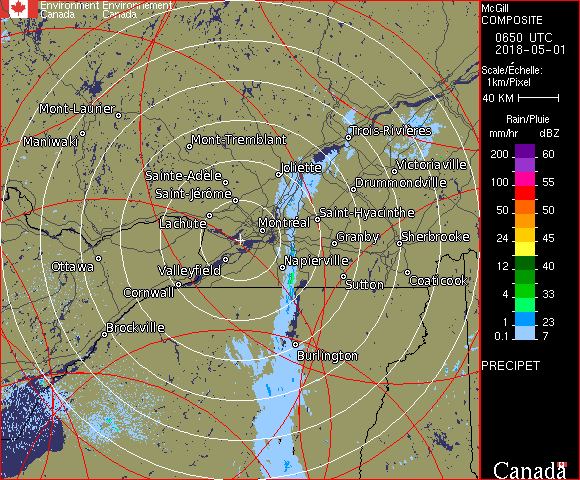 Environment Environnement
Canada Canada
McGill
COMPOSITE
0650 UTC
2018-05-01
Scale/Échelle:
1km/Pixel
40 KM
Rain/Pluie
mm/hr dBZ
200 60
100 55
50 50
24 45
12 40
4 33
1 23
0.1 7
PRECIPET
Canada
Mont-Laurier
Maniwaki
Mont-Tremblant
Trois-Rivières
Joliette
Victoriaville
Sainte-Adèle
Drummondville
Saint-Jérôme
Saint-Hyacinthe
Lachute
Montréal
Granby
Sherbrooke
Ottawa
Valleyfield
Napierville
Cornwall
Sutton
Coaticook
Brockville
Burlington